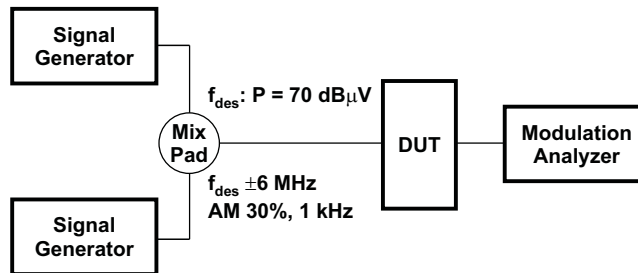 Signal
Generator
f_des: P = 70 dBμV
Mix
Pad
DUT
Modulation
Analyzer
f_des ±6 MHz
AM 30%, 1 kHz
Signal
Generator